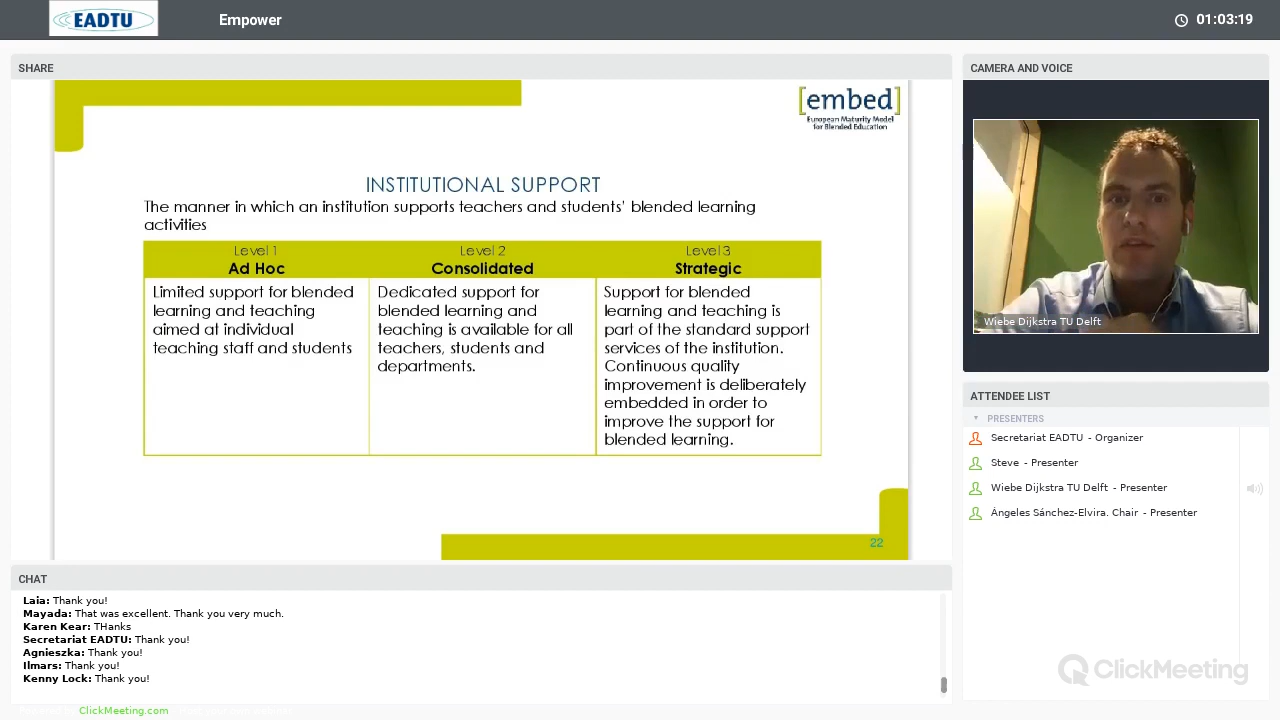 EADTU
Empower
01:03:19
SHARE
[embed]
European Maturity Model
for Blended Education
INSTITUTIONAL SUPPORT
The manner in which an institution supports teachers and students' blended learning
activities
Level 1
Ad Hoc
Level 2
Consolidated
Level 3
Strategic
Limited support for blended
learning and teaching
aimed at individual
teaching staff and students
Dedicated support for
blended learning and
teaching is available for all
teachers, students and
departments.
Support for blended
learning and teaching is
part of the standard support
services of the institution.
Continuous quality
improvement is deliberately
embedded in order to
improve the support for
blended learning.
22
CAMERA AND VOICE
Wiebe Dijkstra TU Delft
ATTENDEE LIST
PRESENTERS
Secretariat EADTU - Organizer
Steve - Presenter
Wiebe Dijkstra TU Delft - Presenter
Ángeles Sánchez-Elvira. Chair - Presenter
CHAT
Laia: Thank you!
Mayada: That was excellent. Thank you very much.
Karen Kear: THanks
Secretariat EADTU: Thank you!
Agnieszka: Thank you!
Ilmars: Thank you!
Kenny Lock: Thank you!
ClickMeeting
ClickMeeting.com